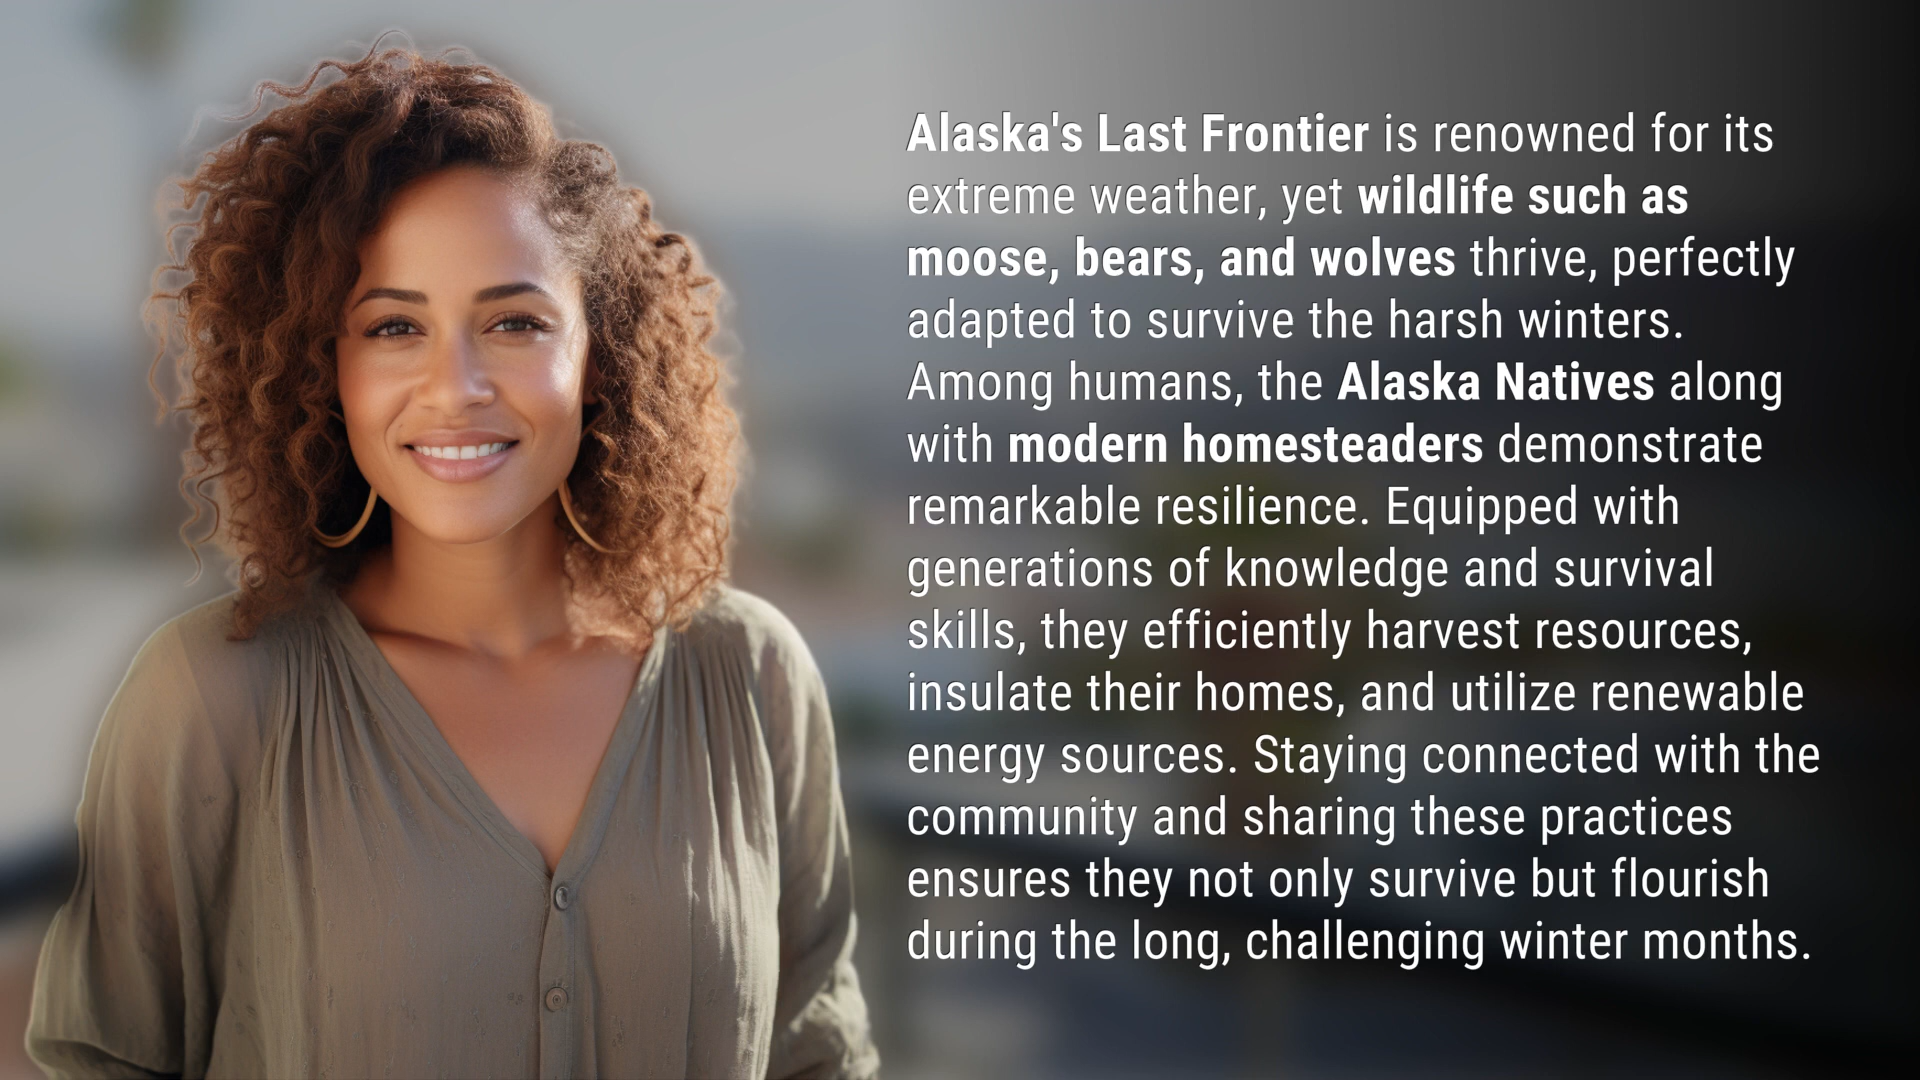 Alaska's Last Frontier is renowned for its
extreme weather, yet wildlife such as
moose, bears, and wolves thrive, perfectly
adapted to survive the harsh winters.
Among humans, the Alaska Natives along
with modern homesteaders demonstrate
remarkable resilience. Equipped with
generations of knowledge and survival
skills, they efficiently harvest resources,
insulate their homes, and utilize renewable
energy sources. Staying connected with the
community and sharing these practices
ensures they not only survive but flourish
during the long, challenging winter months.